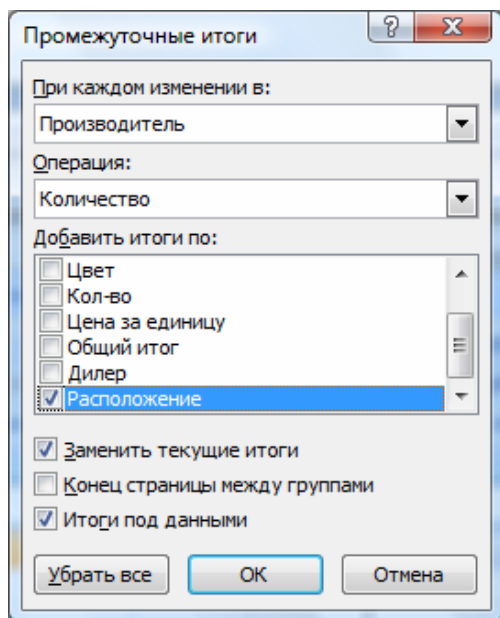 Промежуточные итоги
При каждом изменении в:
Производитель
Операция:
Количество
Добавить итоги по:
Цвет
Кол-во
Цена за единицу
Общий итог
Дилер
Расположение
Заменить текущие итоги
Конец страницы между группами
Итоги под данными
Убрать все ОК Отмена